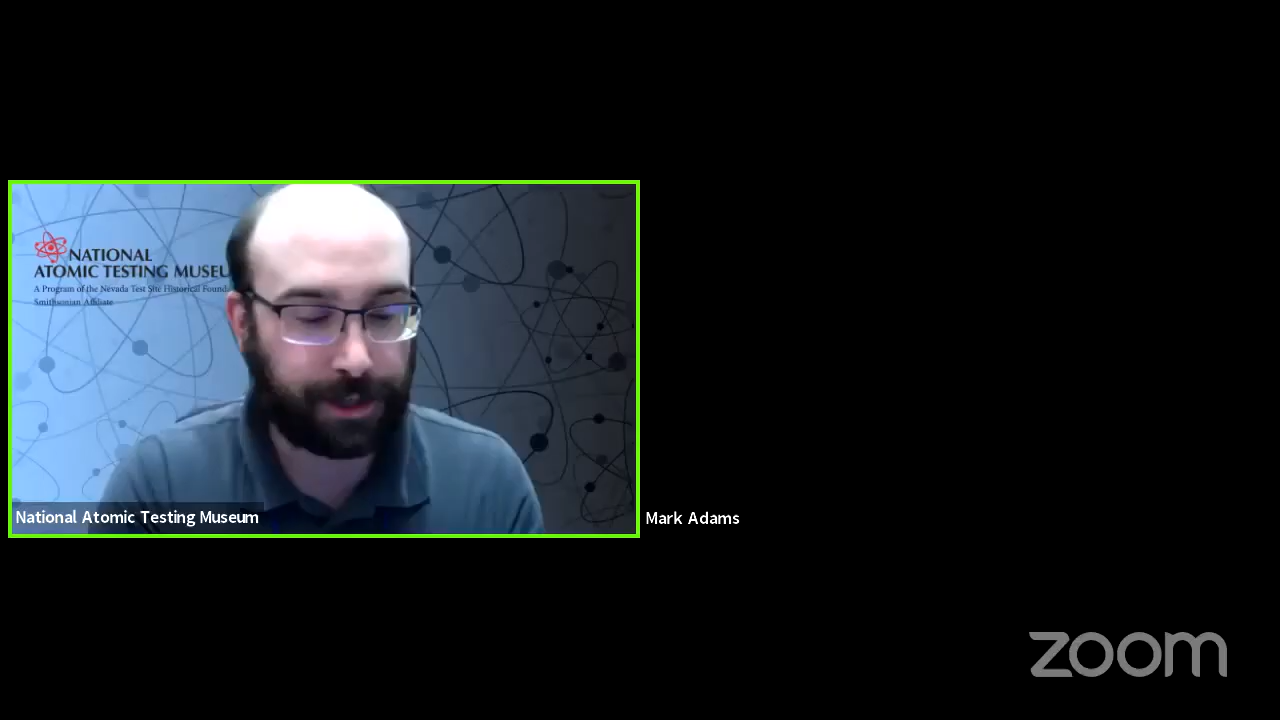 NATIONAL
ATOMIC TESTING MUSEU
A Program of the Nevada Test Site Historical Found
Smithsonian Affiliate
National Atomic Testing Museum
Mark Adams
zoom